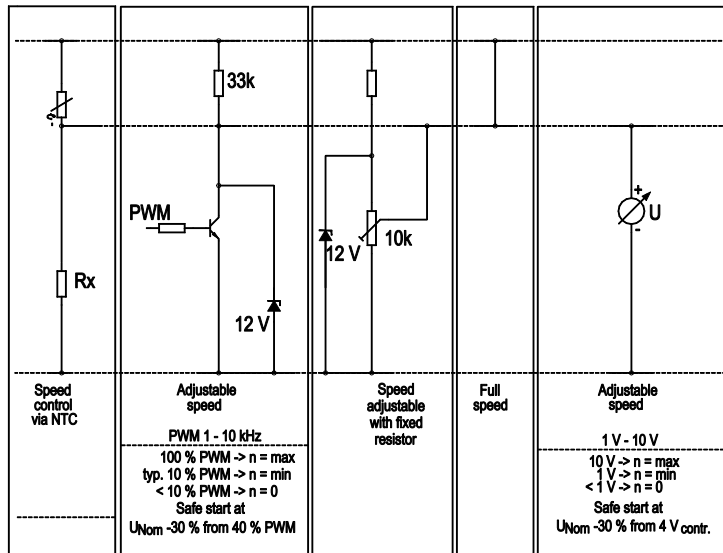 33k
PWM
12 V
Rx
12 V
10k
+
U
-
Speed
control
via NTC
Adjustable
speed
PWM 1 - 10 kHz
100 % PWM -> n = max
typ. 10 % PWM -> n = min
< 10 % PWM -> n = 0
Safe start at
UNom -30 % from 40 % PWM
Speed
adjustable
with fixed
resistor
Full
speed
Adjustable
speed
1 V - 10 V
10 V -> n = max
1 V -> n = min
< 1 V -> n = 0
Safe start at
UNom -30 % from 4 Vcontr.